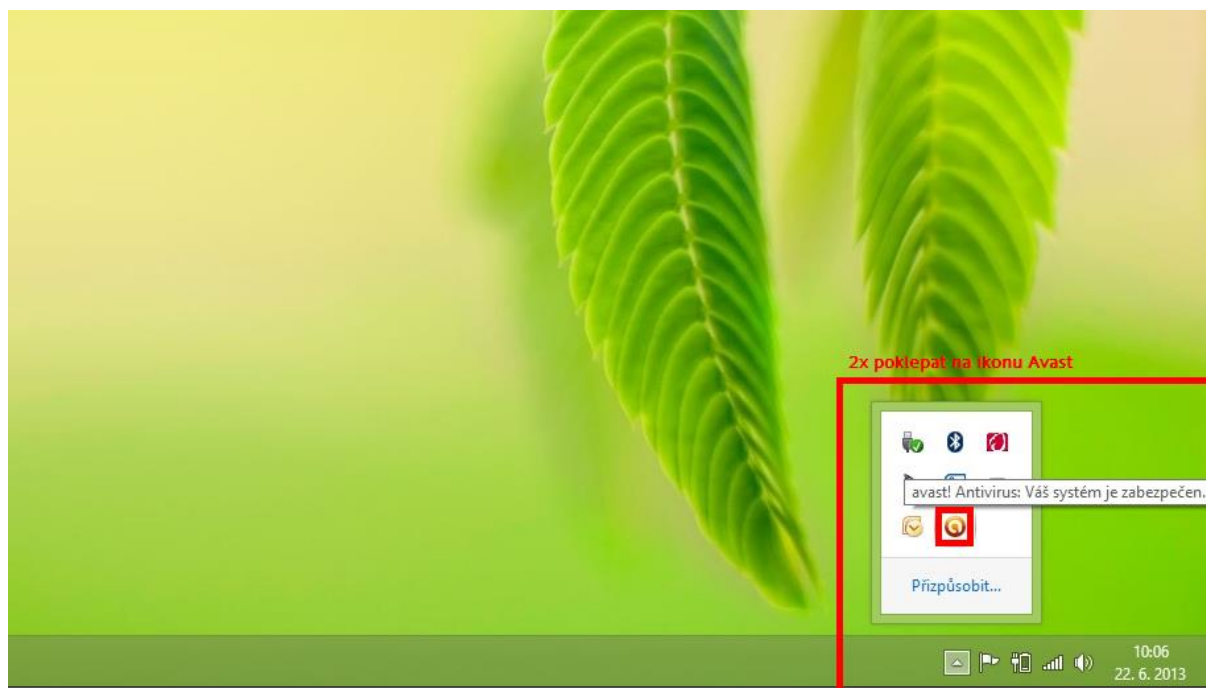 2x poklepat na ikonu Avast
avast! Antivirus: Váš systém je zabezpečen.
Přizpůsobit...
10:06
22. 6. 2013